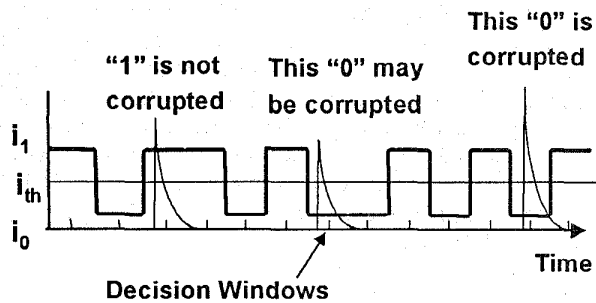 This "0" is
corrupted
"1" is not
corrupted
This "0" may
be corrupted
i1
ith
i0
Time
Decision Windows